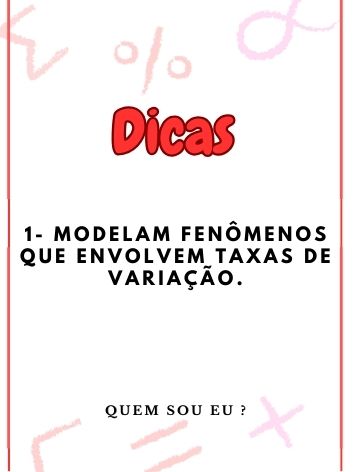 Dicas
1- MODELAM FENÔMENOS
QUE ENVOLVEM TAXAS DE
VARIAÇÃO.
QUEM SOU EU ?